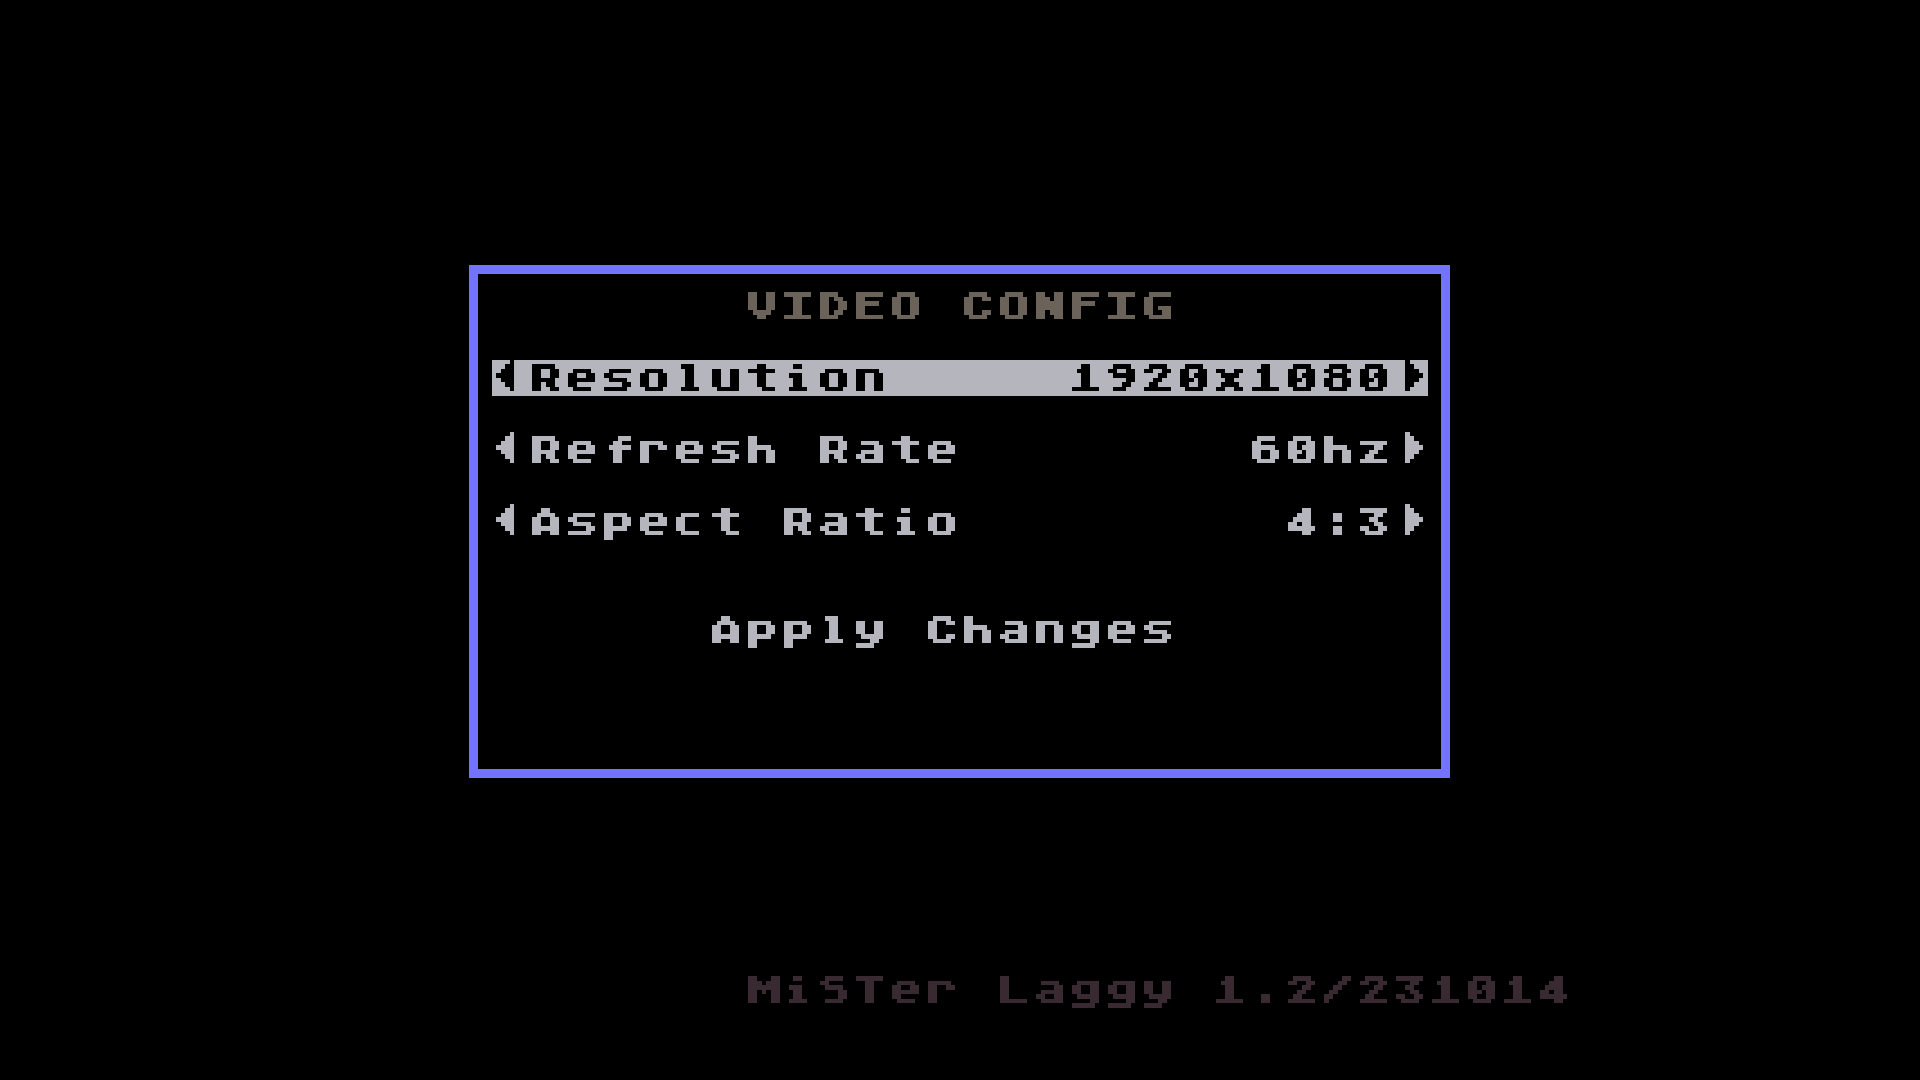 VIDEO CONFIG
Resolution 1920x1080
Refresh Rate 60hz
Aspect Ratio 4:3
Apply Changes
MiSTer Laggy 1.2/231014